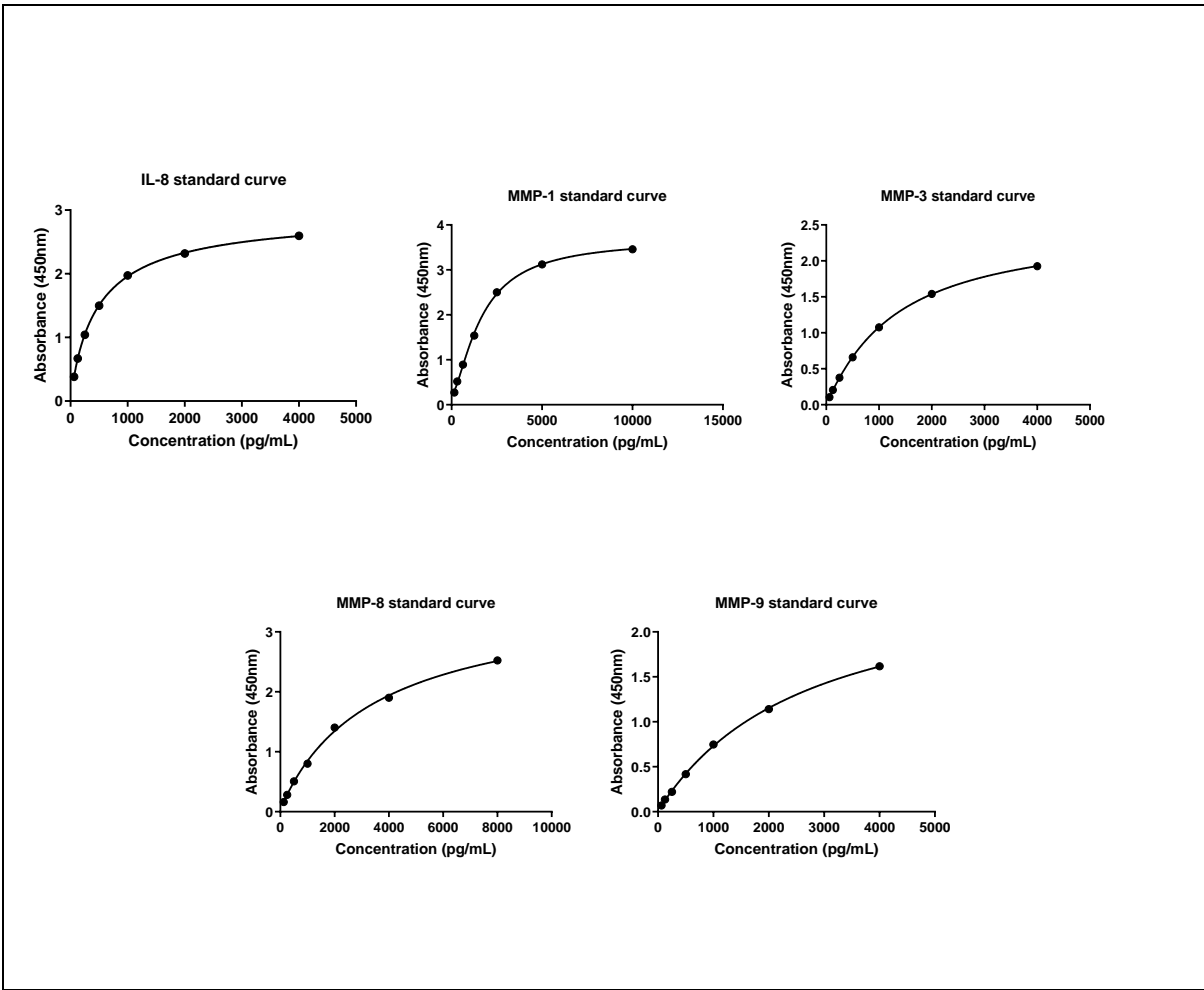 IL-8 standard curve
3
2
1
0
0 1000 2000 3000 4000 5000
Absorbance (450nm)
Concentration (pg/mL)
MMP-1 standard curve
4
3
2
1
0
0 5000 10000 15000
Absorbance (450nm)
Concentration (pg/mL)
MMP-3 standard curve
2.5
2.0
1.5
1.0
0.5
0.0
0 1000 2000 3000 4000 5000
Absorbance (450nm)
Concentration (pg/mL)
MMP-8 standard curve
3
2
1
0
0 2000 4000 6000 8000 10000
Absorbance (450nm)
Concentration (pg/mL)
MMP-9 standard curve
2.0
1.5
1.0
0.5
0.0
0 1000 2000 3000 4000 5000
Absorbance (450nm)
Concentration (pg/mL)